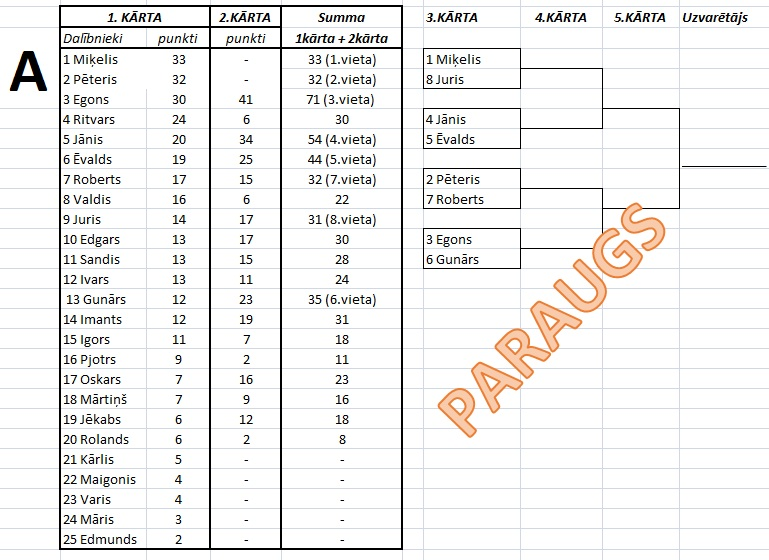 A
1. KĀRTA 2.KĀRTA Summa 3.KĀRTA 4.KĀRTA 5.KĀRTA Uzvarētājs
Dalībnieki punkti punkti 1kārta + 2kārta
1 Miķelis 33 - 33 (1.vieta) 1 Miķelis
2 Pēteris 32 - 32 (2.vieta) 8 Juris
3 Egons 30 41 71 (3.vieta)
4 Ritvars 24 6 30 4 Jānis
5 Jānis 20 34 54 (4.vieta) 5 Ēvalds
6 Ēvalds 19 25 44 (5.vieta)
7 Roberts 17 15 32 (7.vieta) 2 Pēteris
8 Valdis 16 6 22 7 Roberts
9 Juris 14 17 31 (8.vieta)
10 Edgars 13 17 30 3 Egons
11 Sandis 13 15 28 6 Gunārs
12 Ivars 13 11 24
13 Gunārs 12 23 35 (6.vieta)
14 Imants 12 19 31
15 Igors 11 7 18
16 Pjotrs 9 2 11
17 Oskars 7 16 23
18 Mārtiņš 7 9 16
19 Jēkabs 6 12 18
20 Rolands 6 2 8
21 Kārlis 5 - -
22 Maigonis 4 - -
23 Varis 4 - -
24 Māris 3 - -
25 Edmunds 2 - -
PARAUGS